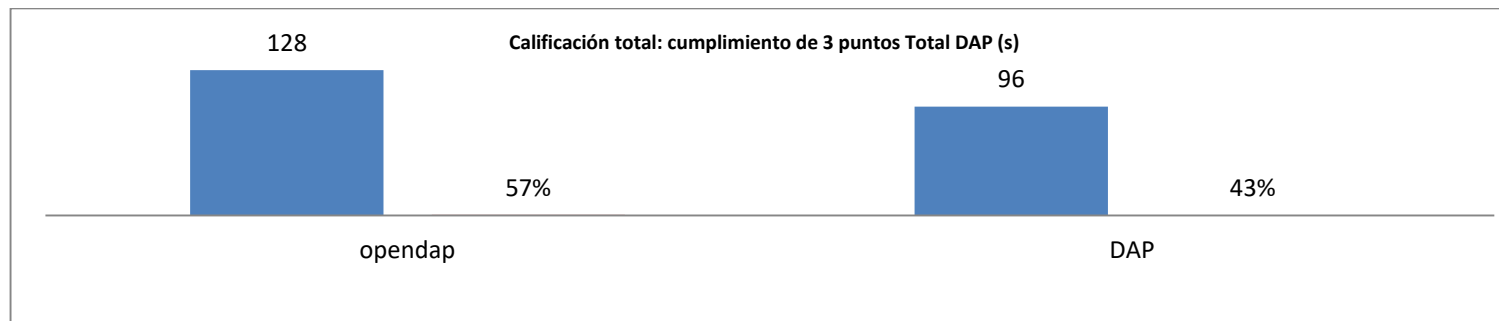 Calificación total: cumplimiento de 3 puntos Total DAP (s)
128
96
57%
43%
opendap
DAP